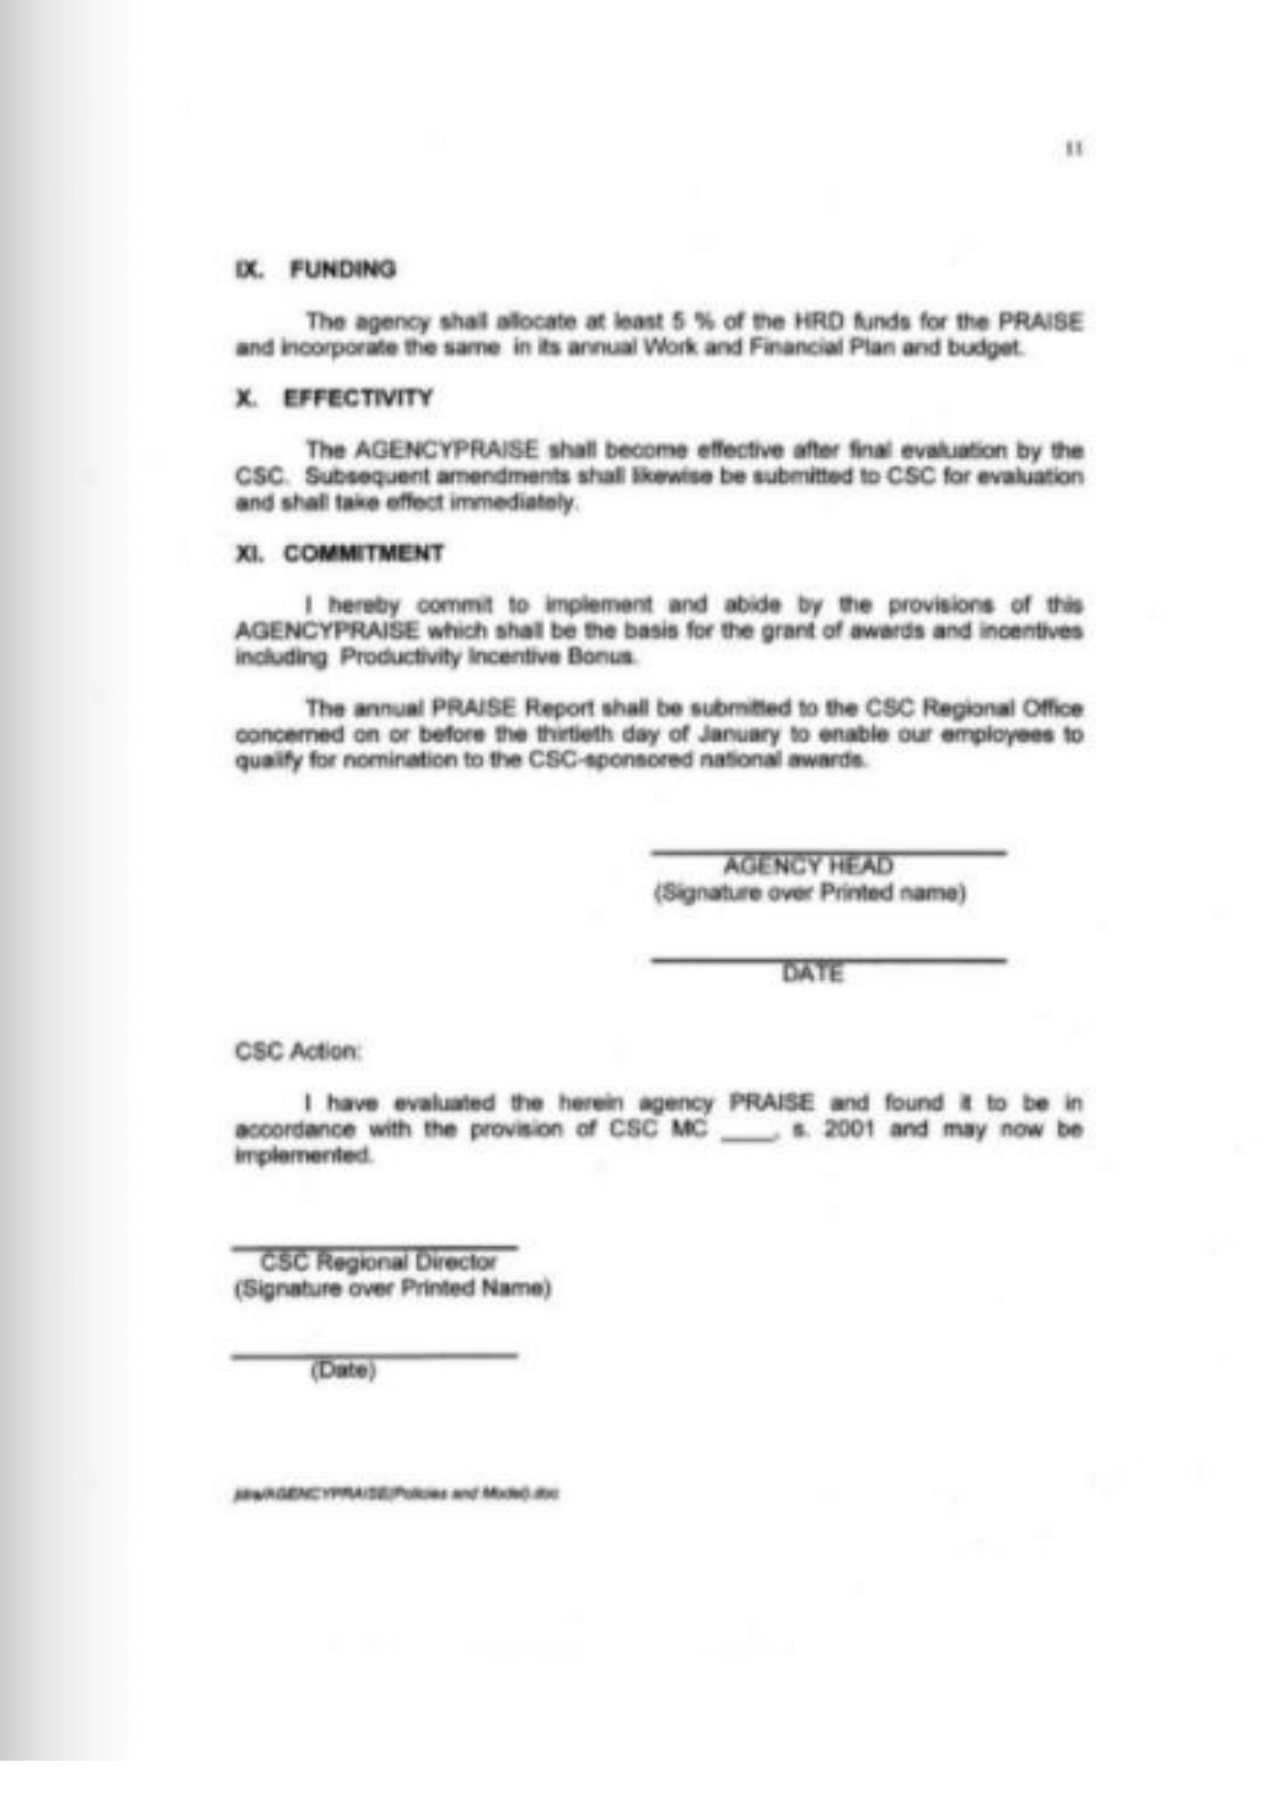 11
IX. FUNDING
The agency shall allocate at least 5 % of the HRD funds for the PRAISE
and incorporate the same in its annual Work and Financial Plan and budget.
X. EFFECTIVITY
The AGENCYPRAISE shall become effective after final evaluation by the
CSC. Subsequent amendments shall likewise be submitted to CSC for evaluation
and shall take effect immediately.
XI. COMMITMENT
I hereby commit to implement and abide by the provisions of this
AGENCYPRAISE which shall be the basis for the grant of awards and incentives
including Productivity Incentive Bonus.
The annual PRAISE Report shall be submitted to the CSC Regional Office
concerned on or before the thirtieth day of January to enable our employees to
qualify for nomination to the CSC-sponsored national awards.
AGENCY HEAD
(Signature over Printed name)
DATE
CSC Action:
I have evaluated the herein agency PRAISE and found it to be in
accordance with the provision of CSC MC ____, s. 2001 and may now be
implemented.
CSC Regional Director
(Signature over Printed Name)
(Date)
AGENCYPRAISE(Policies and Model).doc